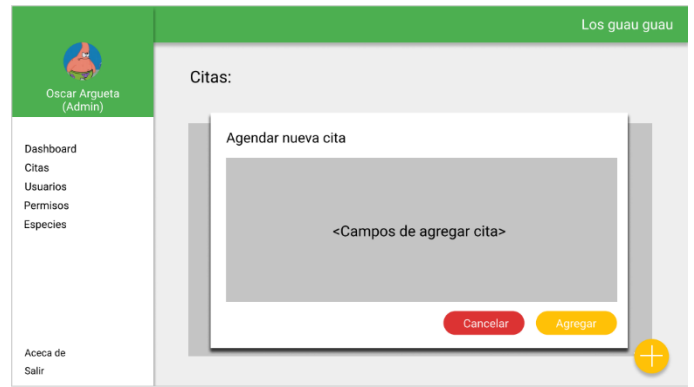 Los guau guau
Oscar Argueta
(Admin)
Dashboard
Citas
Usuarios
Permisos
Especies
Aceca de
Salir
Citas:
Agendar nueva cita
<Campos de agregar cita>
Cancelar
Agregar